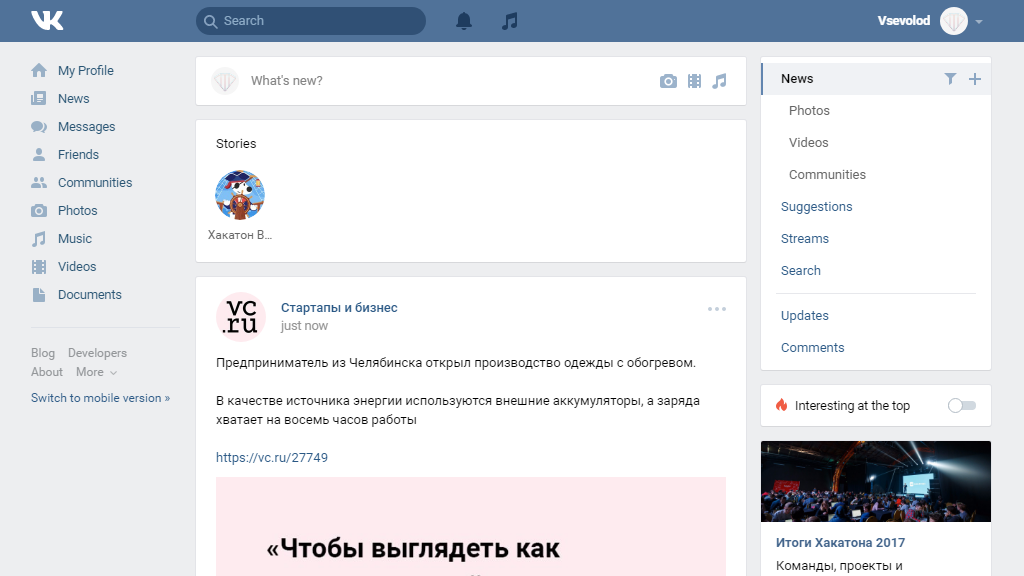 Search
Vsevolod
My Profile
News
Messages
Friends
Communities
Photos
Music
Videos
Documents
Blog Developers
About More
Switch to mobile version »
What's new?
Stories
Хакатон В...
vc
.ru
Стартапы и бизнес
just now
Предприниматель из Челябинска открыл производство одежды с обогревом.
В качестве источника энергии используются внешние аккумуляторы, а заряда
хватает на восемь часов работы
https://vc.ru/27749
«Чтобы выглядеть как
News
Photos
Videos
Communities
Suggestions
Streams
Search
Updates
Comments
Interesting at the top
Итоги Хакатона 2017
Команды, проекты и